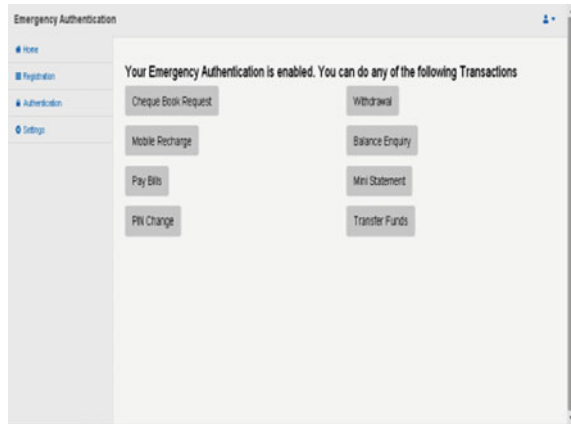 Emergency Authentication
Home
Registration
Authentication
Settings
Your Emergency Authentication is enabled. You can do any of the following Transactions
Cheque Book Request
Withdrawal
Mobile Recharge
Balance Enquiry
Pay Bills
Mini Statement
PIN Change
Transfer Funds